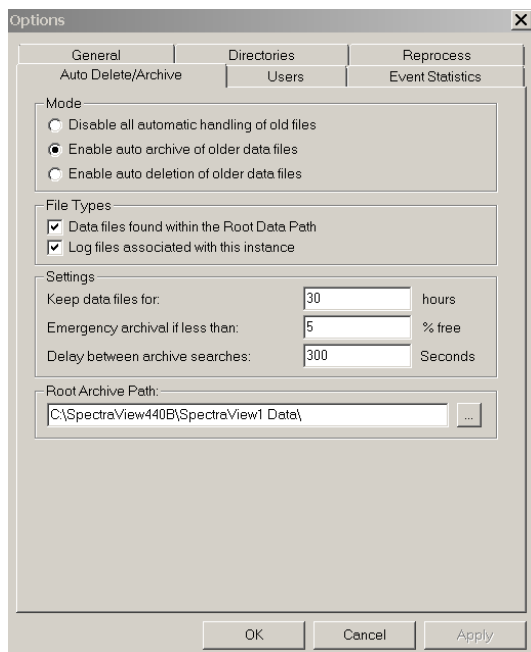 Options
General Directories Reprocess
Auto Delete/Archive Users Event Statistics
Mode
Disable all automatic handling of old files
Enable auto archive of older data files
Enable auto deletion of older data files
File Types
Data files found within the Root Data Path
Log files associated with this instance
Settings
Keep data files for: 30 hours
Emergency archival if less than: 5 % free
Delay between archive searches: 300 Seconds
Root Archive Path:
C:\SpectraView440B\SpectraView1 Data\ ...
OK Cancel Apply